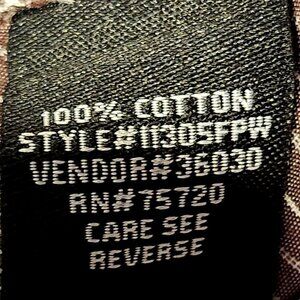 100% COTTON
STYLE#11305FPW
VENDOR#36030
RN#75720
CARE SEE
REVERSE